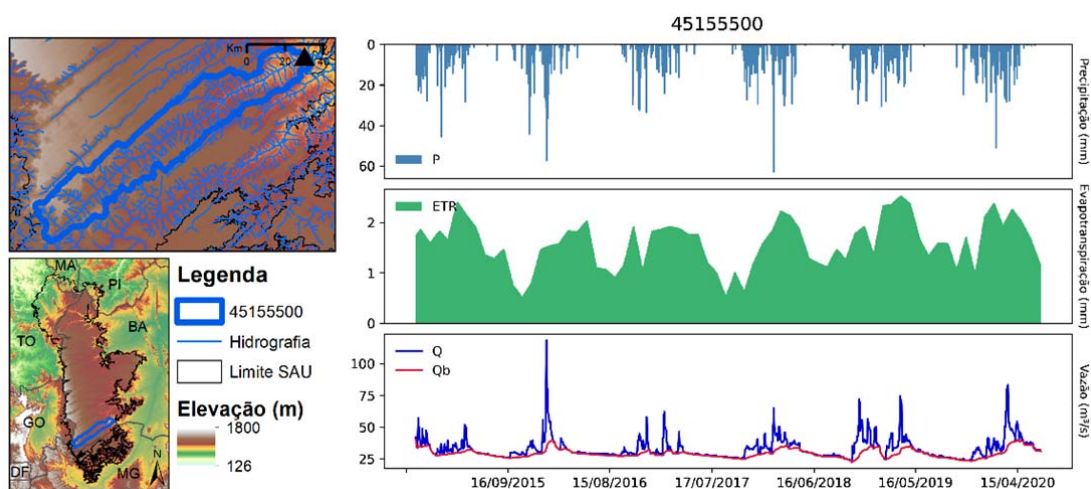 45155500
Km
0 20 40
Legenda
45155500
Hidrografia
Limite SAU
Elevação (m)
1800
126
MA
PI
TO
BA
GO
DF
MG
N
0
20
40
60
P
Precipitação (mm)
2
1
0
ETR
Evapotranspiração (mm)
100
75
50
25
Q
Qb
Vazão (m³/s)
16/09/2015 15/08/2016 17/07/2017 16/06/2018 16/05/2019 15/04/2020